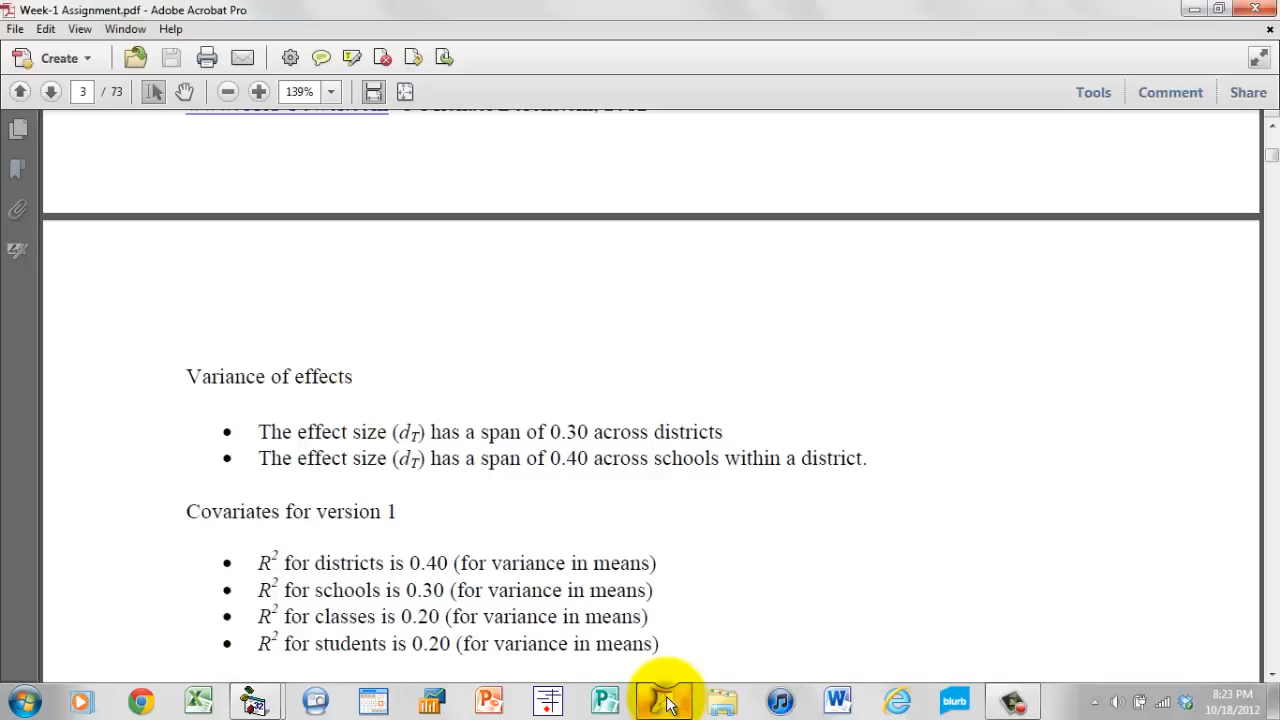 Week-1 Assignment.pdf - Adobe Acrobat Pro
File Edit View Window Help
Create
3 / 73 139% Tools Comment Share
Variance of effects
• The effect size (dT) has a span of 0.30 across districts
• The effect size (dT) has a span of 0.40 across schools within a district.
Covariates for version 1
• R2 for districts is 0.40 (for variance in means)
• R2 for schools is 0.30 (for variance in means)
• R2 for classes is 0.20 (for variance in means)
• R2 for students is 0.20 (for variance in means)
blurb
8:23 PM
10/18/2012